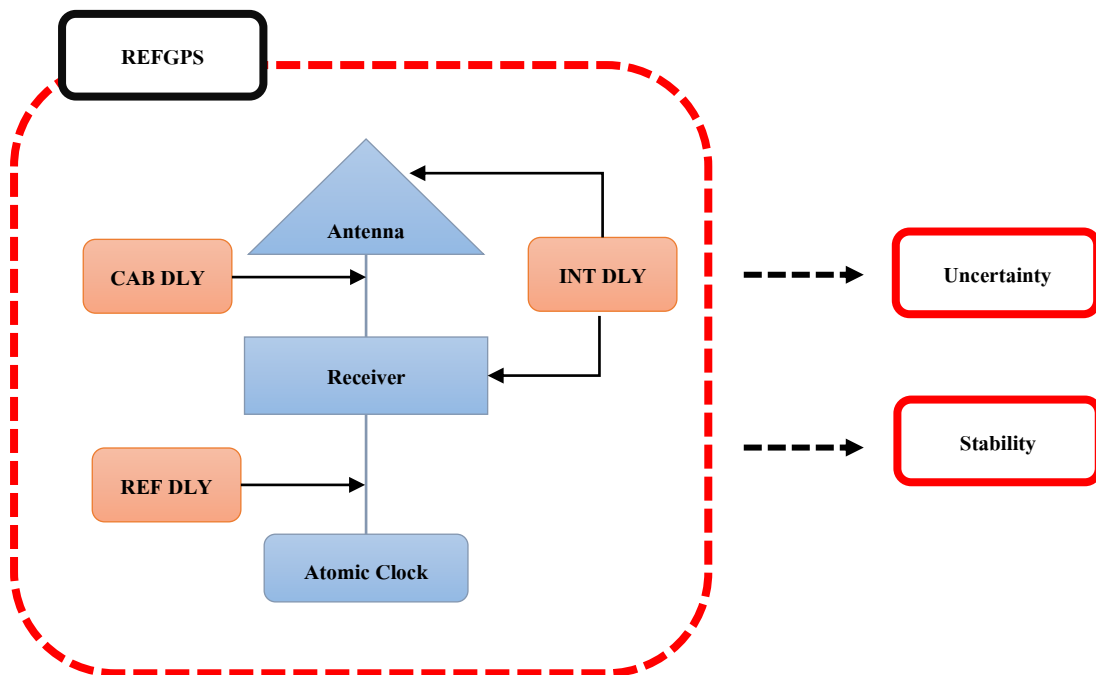 REFGPS
Antenna
CAB DLY
INT DLY
Uncertainty
Receiver
Stability
REF DLY
Atomic Clock